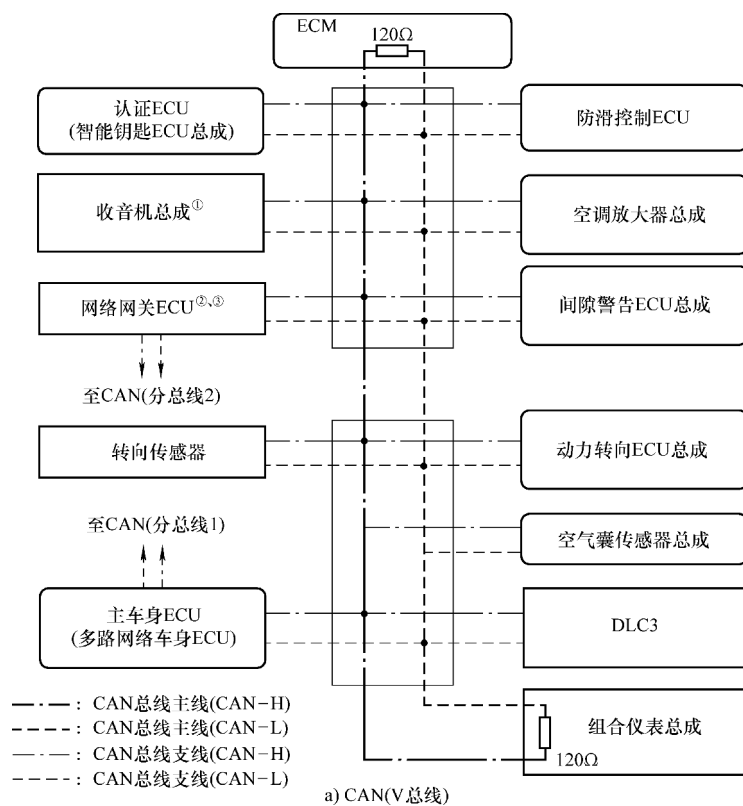 ECM
120Ω
认证ECU
(智能钥匙ECU总成)
防滑控制ECU
收音机总成①
空调放大器总成
网络网关ECU②、③
间隙警告ECU总成
至CAN(分总线2)
转向传感器
动力转向ECU总成
至CAN(分总线1)
空气囊传感器总成
主车身ECU
(多路网络车身ECU)
DLC3
:CAN总线主线(CAN-H)
:CAN总线主线(CAN-L)
:CAN总线支线(CAN-H)
:CAN总线支线(CAN-L)
组合仪表总成
120Ω
a) CAN(V总线)